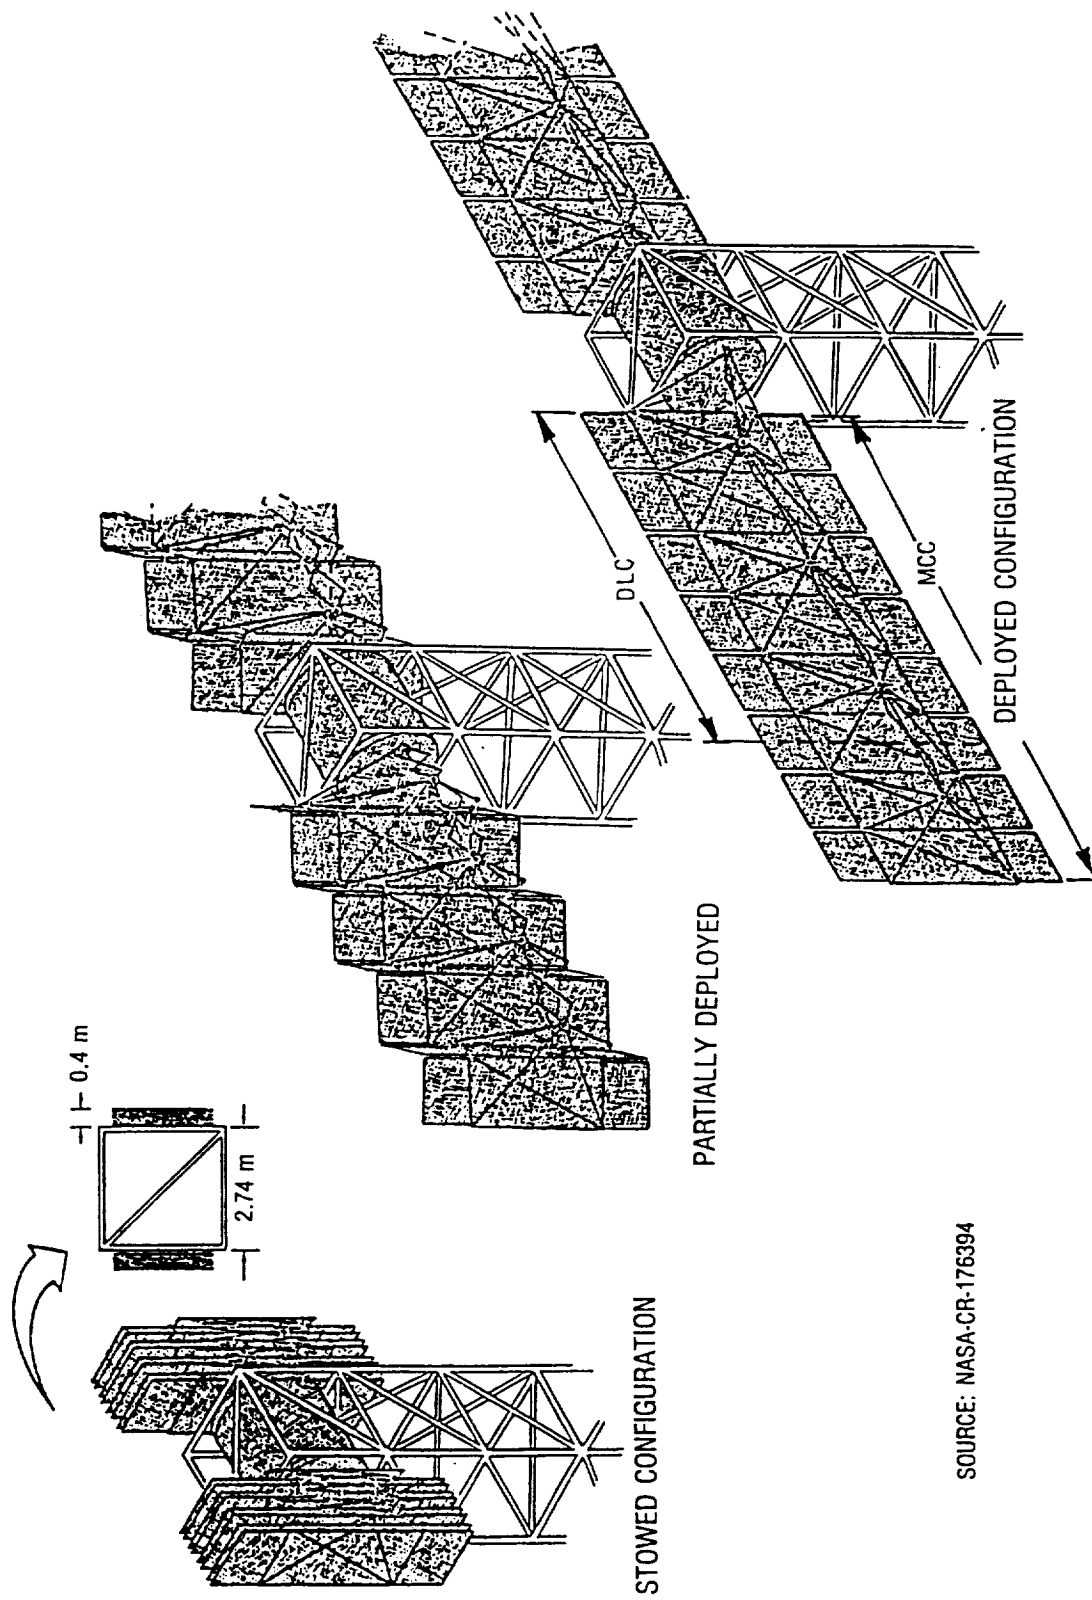 0.4 m
2.74 m
STOWED CONFIGURATION
PARTIALLY DEPLOYED
DLC
MCC
DEPLOYED CONFIGURATION
SOURCE: NASA-CR-176394